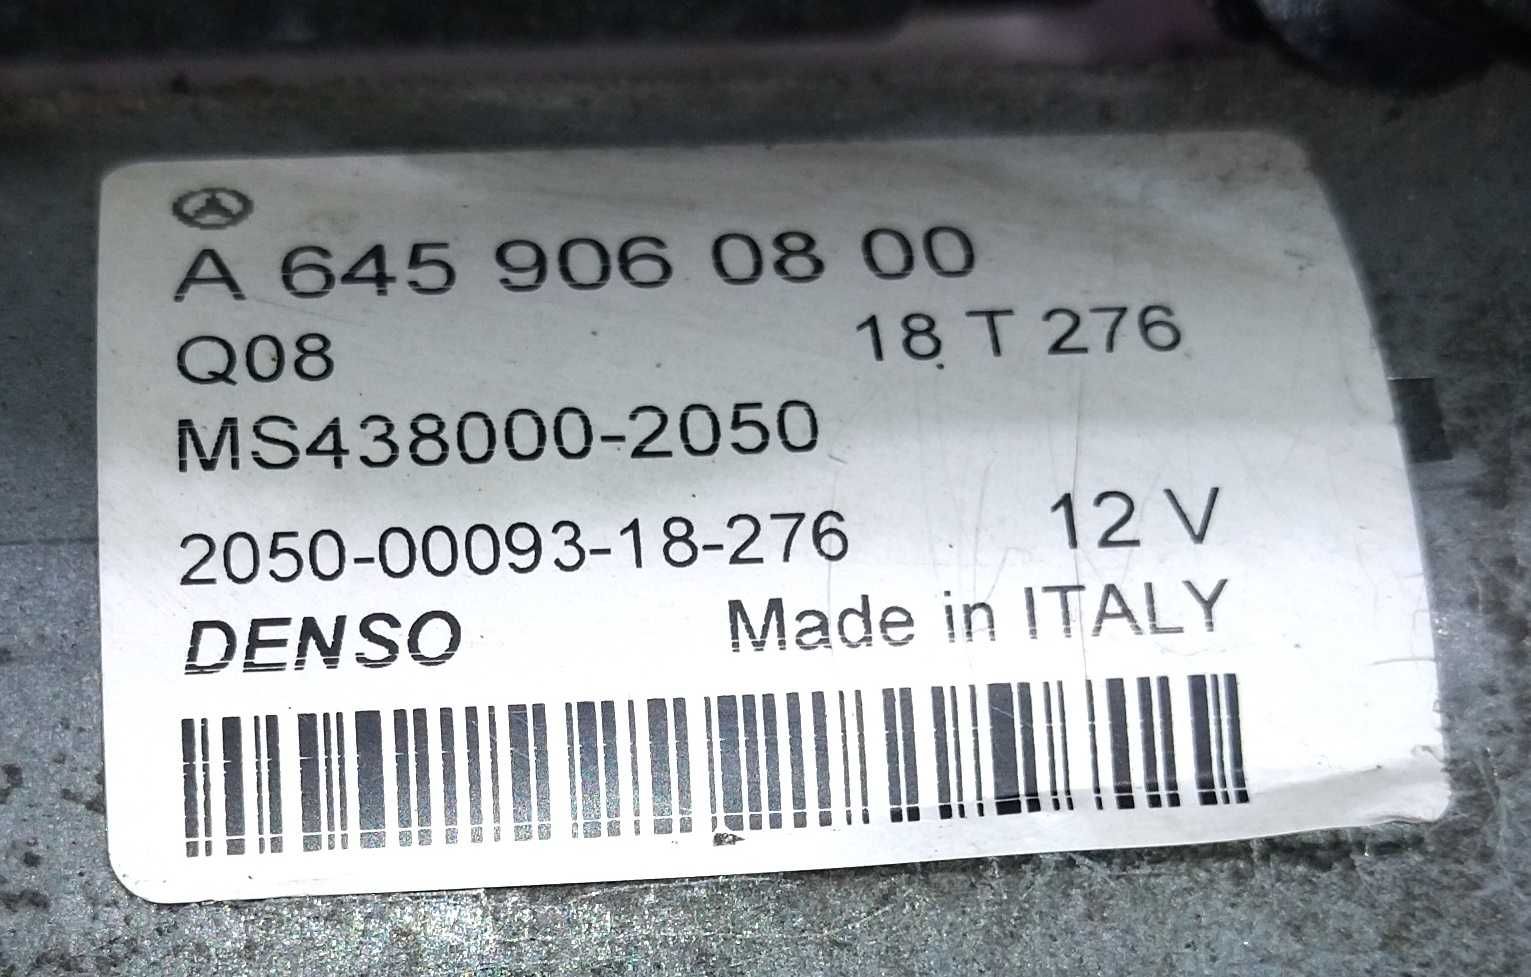 A 645 906 08 00
Q08 18 T 276
MS438000-2050
2050-00093-18-276 12 V
DENSO Made in ITALY